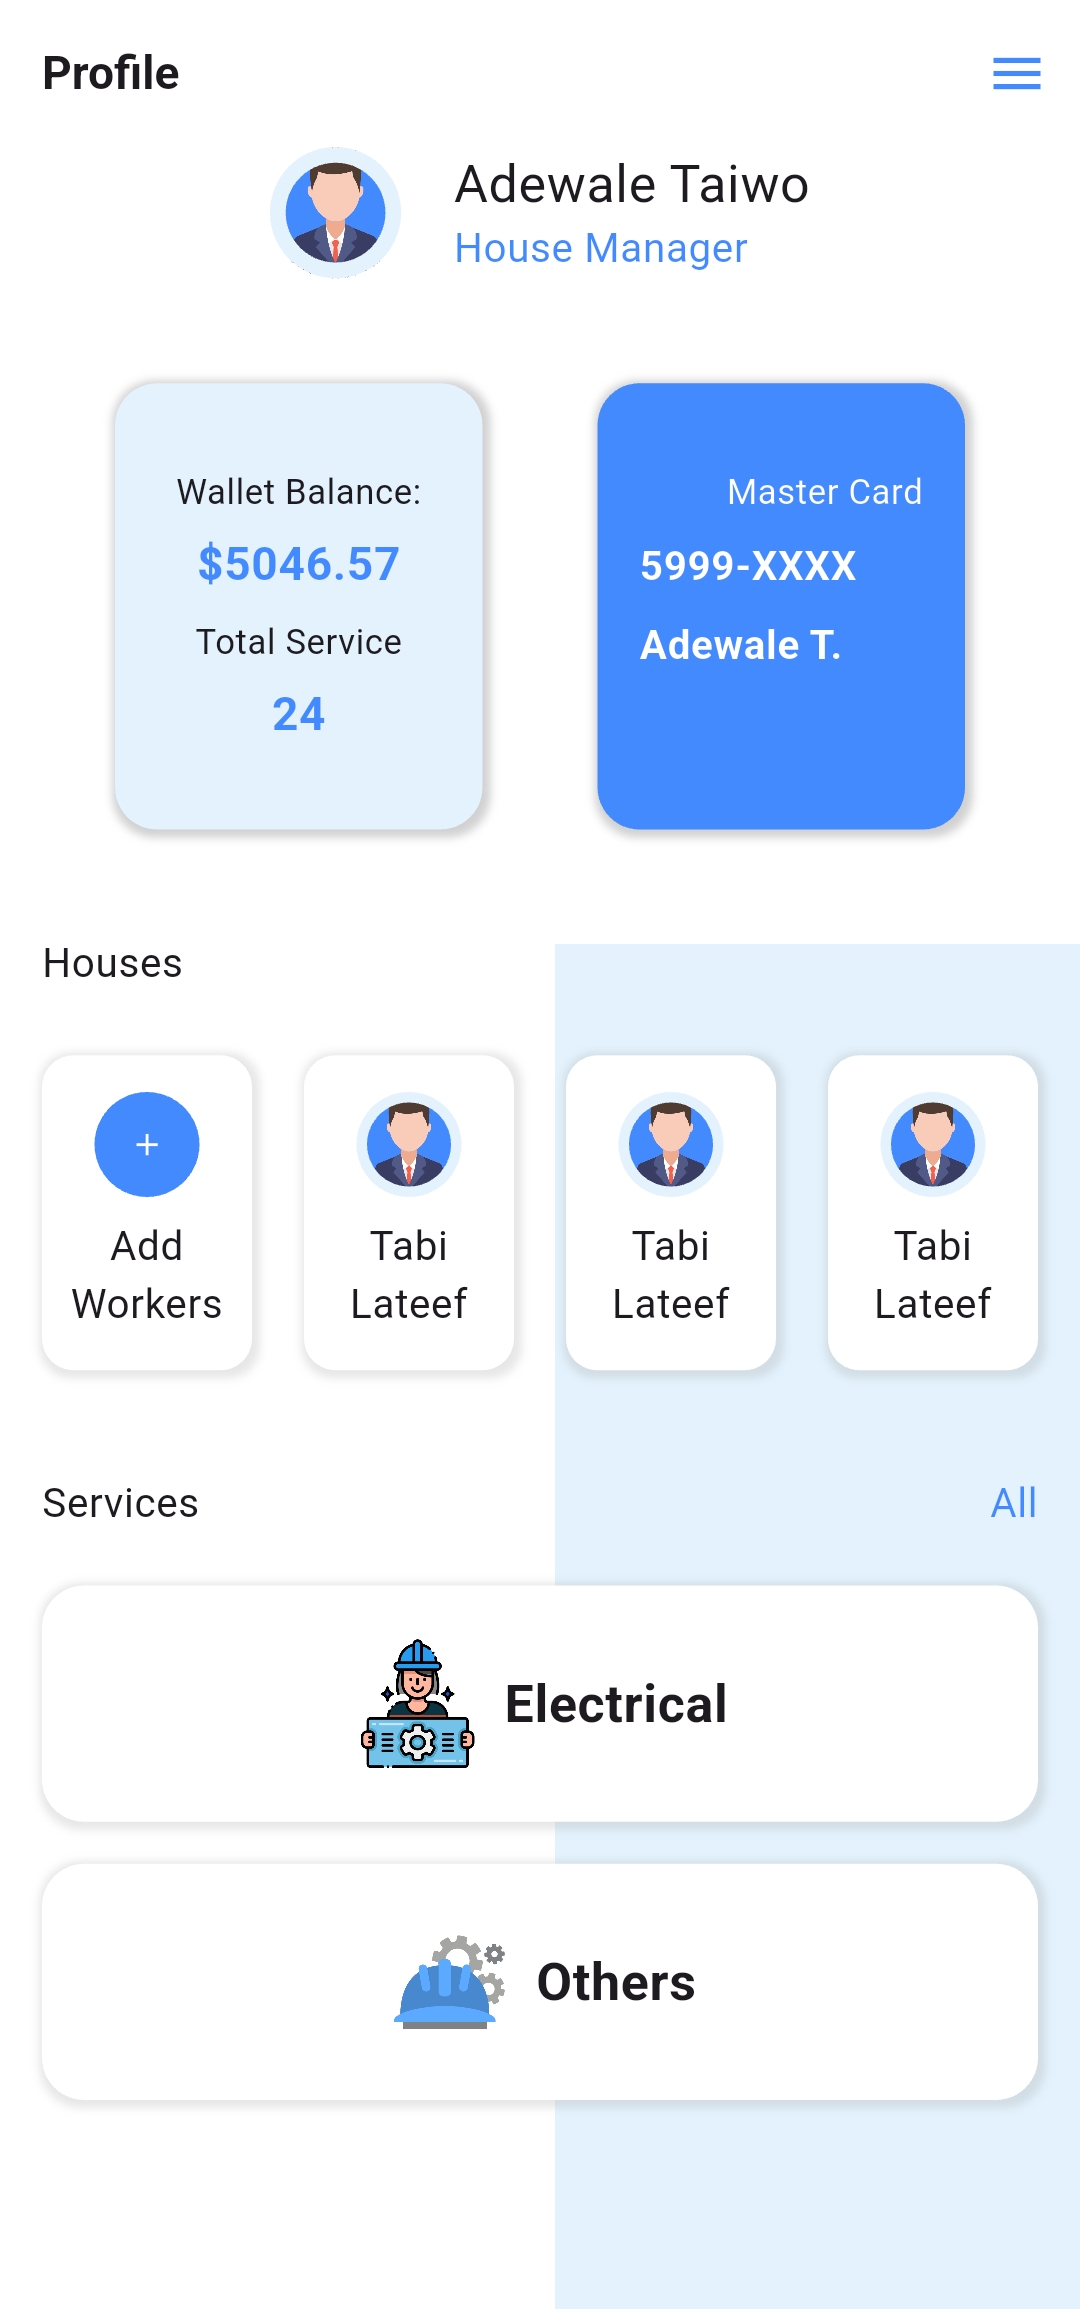 Profile
Adewale Taiwo
House Manager
Wallet Balance:
$5046.57
Total Service
24
Master Card
5999-XXXX
Adewale T.
Houses
Add
Workers
Tabi
Lateef
Tabi
Lateef
Tabi
Lateef
Services
All
Electrical
Others